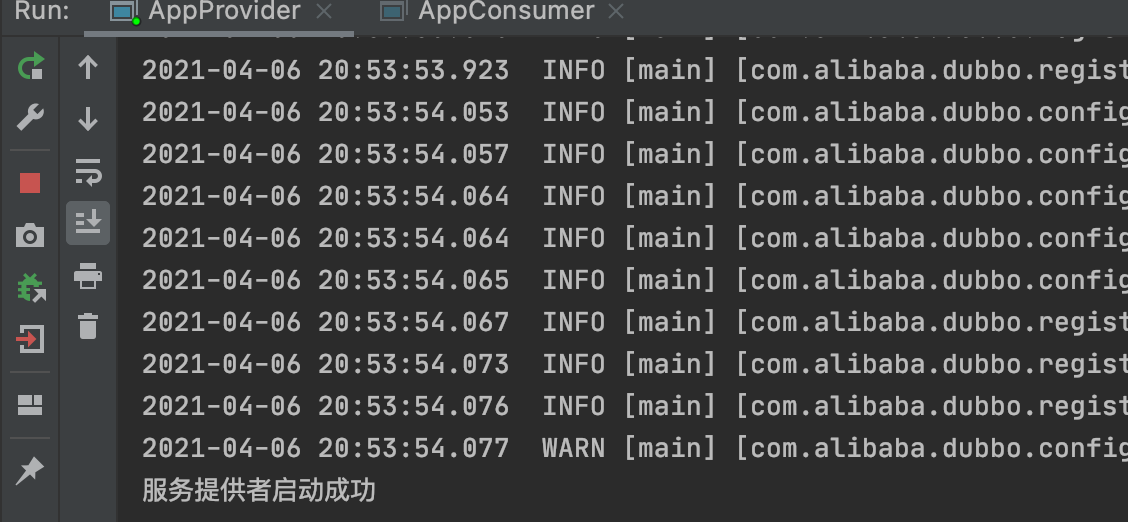 Run: AppProvider AppConsumer
2021-04-06 20:53:53.923 INFO [main] [com.alibaba.dubbo.regist
2021-04-06 20:53:54.053 INFO [main] [com.alibaba.dubbo.config
2021-04-06 20:53:54.057 INFO [main] [com.alibaba.dubbo.config
2021-04-06 20:53:54.064 INFO [main] [com.alibaba.dubbo.config
2021-04-06 20:53:54.064 INFO [main] [com.alibaba.dubbo.config
2021-04-06 20:53:54.065 INFO [main] [com.alibaba.dubbo.config
2021-04-06 20:53:54.067 INFO [main] [com.alibaba.dubbo.regist
2021-04-06 20:53:54.073 INFO [main] [com.alibaba.dubbo.regist
2021-04-06 20:53:54.076 INFO [main] [com.alibaba.dubbo.regist
2021-04-06 20:53:54.077 WARN [main] [com.alibaba.dubbo.config
服务提供者启动成功